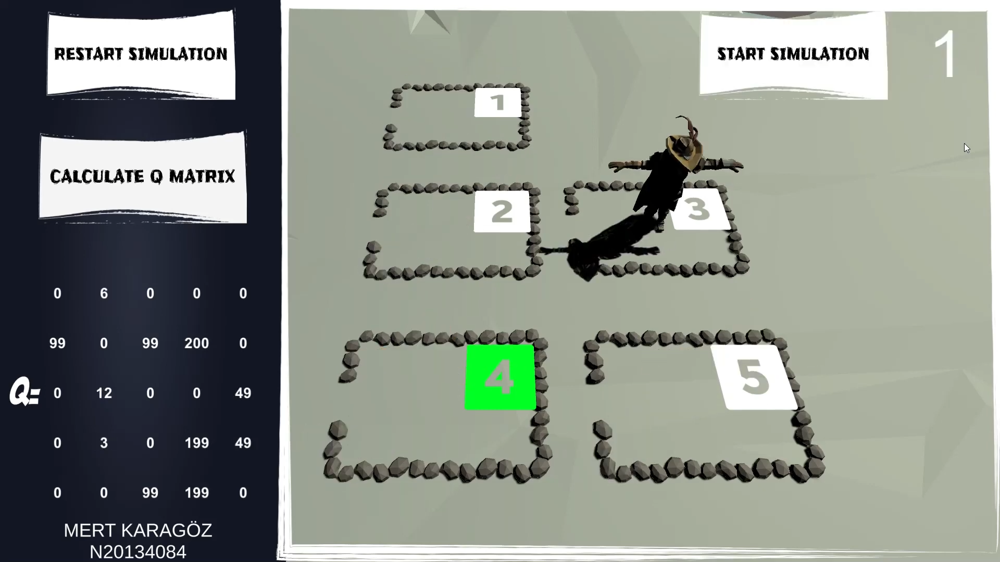 RESTART SIMULATION
START SIMULATION
1
1
CALCULATE Q MATRIX
2
3
0 6 0 0 0
99 0 99 200 0
4
5
Q= 0 12 0 0 49
0 3 0 199 49
0 0 99 199 0
MERT KARAGÖZ
N20134084